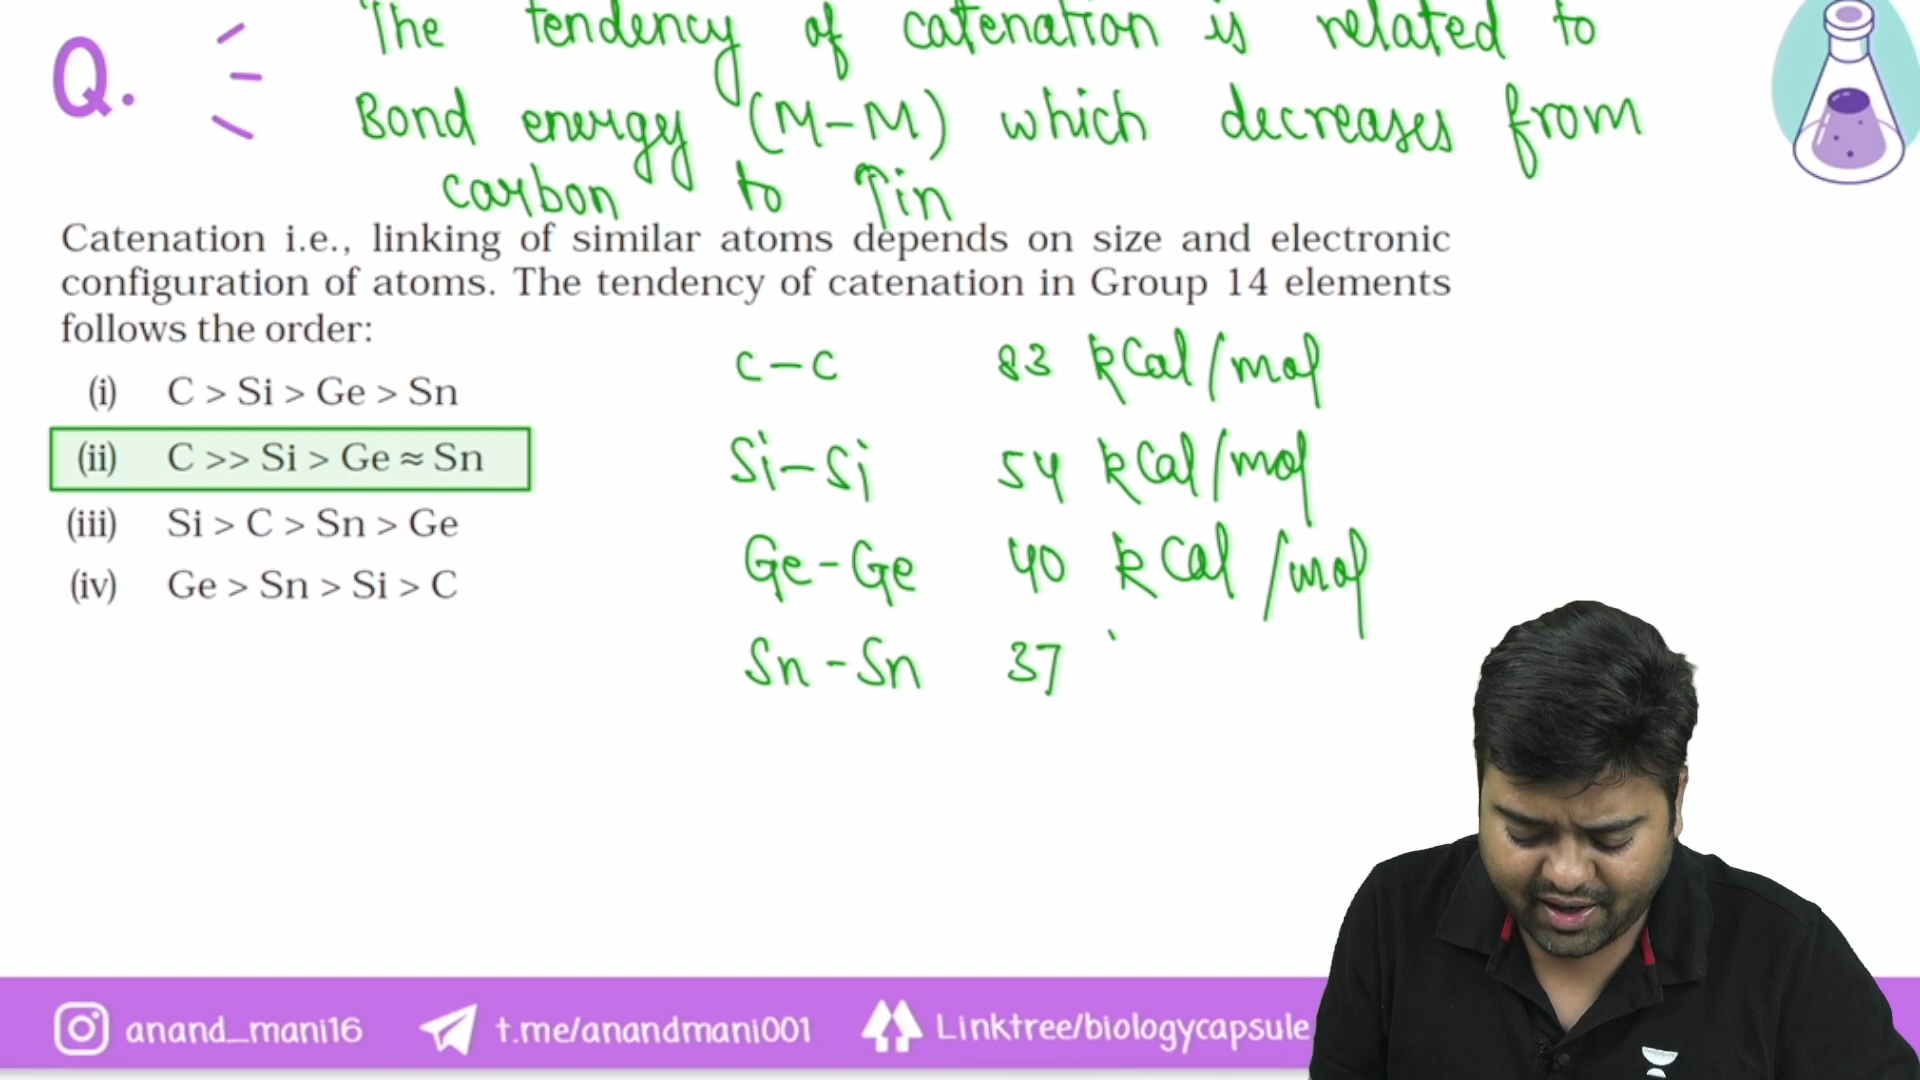 Q.
The tendency of catenation is related to
Bond energy (M-M) which decreases from
carbon to Tin
Catenation i.e., linking of similar atoms depends on size and electronic
configuration of atoms. The tendency of catenation in Group 14 elements
follows the order:
(i) C > Si > Ge > Sn
(ii) C >> Si > Ge ≈ Sn
(iii) Si > C > Sn > Ge
(iv) Ge > Sn > Si > C
C-C 83 kCal/mol
Si-Si 54 kCal/mol
Ge-Ge 40 kCal/mol
Sn-Sn 37
anand_mani16
t.me/anandmani001
Linktree/biologycapsule